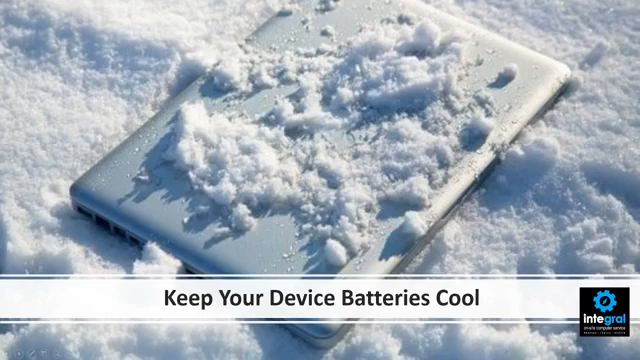 Keep Your Device Batteries Cool
integral
on-site computer service